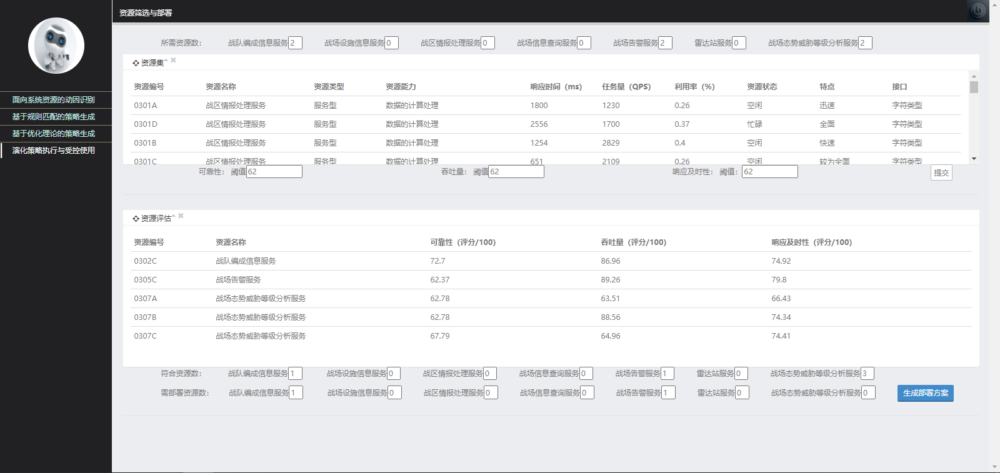 资源筛选与部署
面向系统资源的动因识别
基于规则匹配的策略生成
基于优化理论的策略生成
演化策略执行与受控使用
所需资源数： 战队编成信息服务 2 战场设施信息服务 0 战区情报处理服务 0 战场信息查询服务 0 战场告警服务 2 雷达站服务 0 战场态势威胁等级分析服务 2
资源集
资源编号 资源名称 资源类型 资源能力 响应时间（ms） 任务量（QPS） 利用率（%） 资源状态 特点 接口
0301A 战区情报处理服务 服务型 数据的计算处理 1800 1230 0.26 空闲 迅速 字符类型
0301D 战区情报处理服务 服务型 数据的计算处理 2556 1700 0.37 忙碌 全面 字符类型
0301B 战区情报处理服务 服务型 数据的计算处理 1254 2829 0.4 空闲 快速 字符类型
0301C 战区情报处理服务 服务型 数据的计算处理 651 2109 0.26 空闲 较为全面 字符类型
可靠性： 阈值 62 吞吐量： 阈值 62 响应及时性： 阈值： 62 提交
资源评估
资源编号 资源名称 可靠性（评分/100） 吞吐量（评分/100） 响应及时性（评分/100）
0302C 战队编成信息服务 72.7 86.96 74.92
0305C 战场告警服务 62.37 89.26 79.8
0307A 战场态势威胁等级分析服务 62.78 63.51 66.43
0307B 战场态势威胁等级分析服务 62.78 88.56 74.34
0307C 战场态势威胁等级分析服务 67.79 64.96 74.41
符合资源数： 战队编成信息服务 1 战场设施信息服务 0 战区情报处理服务 0 战场信息查询服务 0 战场告警服务 1 雷达站服务 0 战场态势威胁等级分析服务 3
需部署资源数： 战队编成信息服务 1 战场设施信息服务 0 战区情报处理服务 0 战场信息查询服务 0 战场告警服务 1 雷达站服务 0 战场态势威胁等级分析服务 0 生成部署方案